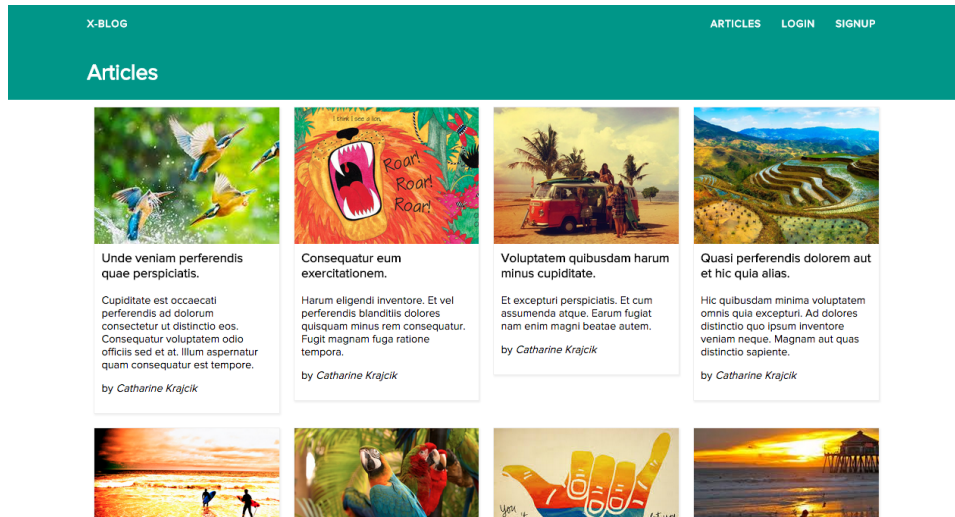 X-BLOG
ARTICLES LOGIN SIGNUP
Articles
I think I see a lion.
Roar!
Roar!
Roar!
Unde veniam perferendis
quae perspiciatis.
Cupiditate est occaecati
perferendis ad dolorum
consectetur ut distinctio eos.
Consequatur voluptatem odio
officiis sed et at. Illum aspernatur
quam consequatur est tempore.
by Catharine Krajcik
Consequatur eum
exercitationem.
Harum eligendi inventore. Et vel
perferendis blanditiis dolores
quisquam minus rem consequatur.
Fugit magnam fuga ratione
tempora.
by Catharine Krajcik
Voluptatem quibusdam harum
minus cupiditate.
Et excepturi perspiciatis. Et cum
assumenda atque. Earum fugiat
nam enim magni beatae autem.
by Catharine Krajcik
Quasi perferendis dolorem aut
et hic quia alias.
Hic quibusdam minima voluptatem
omnis quia excepturi. Ad dolores
distinctio quo ipsum inventore
veniam neque. Magnam aut quas
distinctio sapiente.
by Catharine Krajcik
You